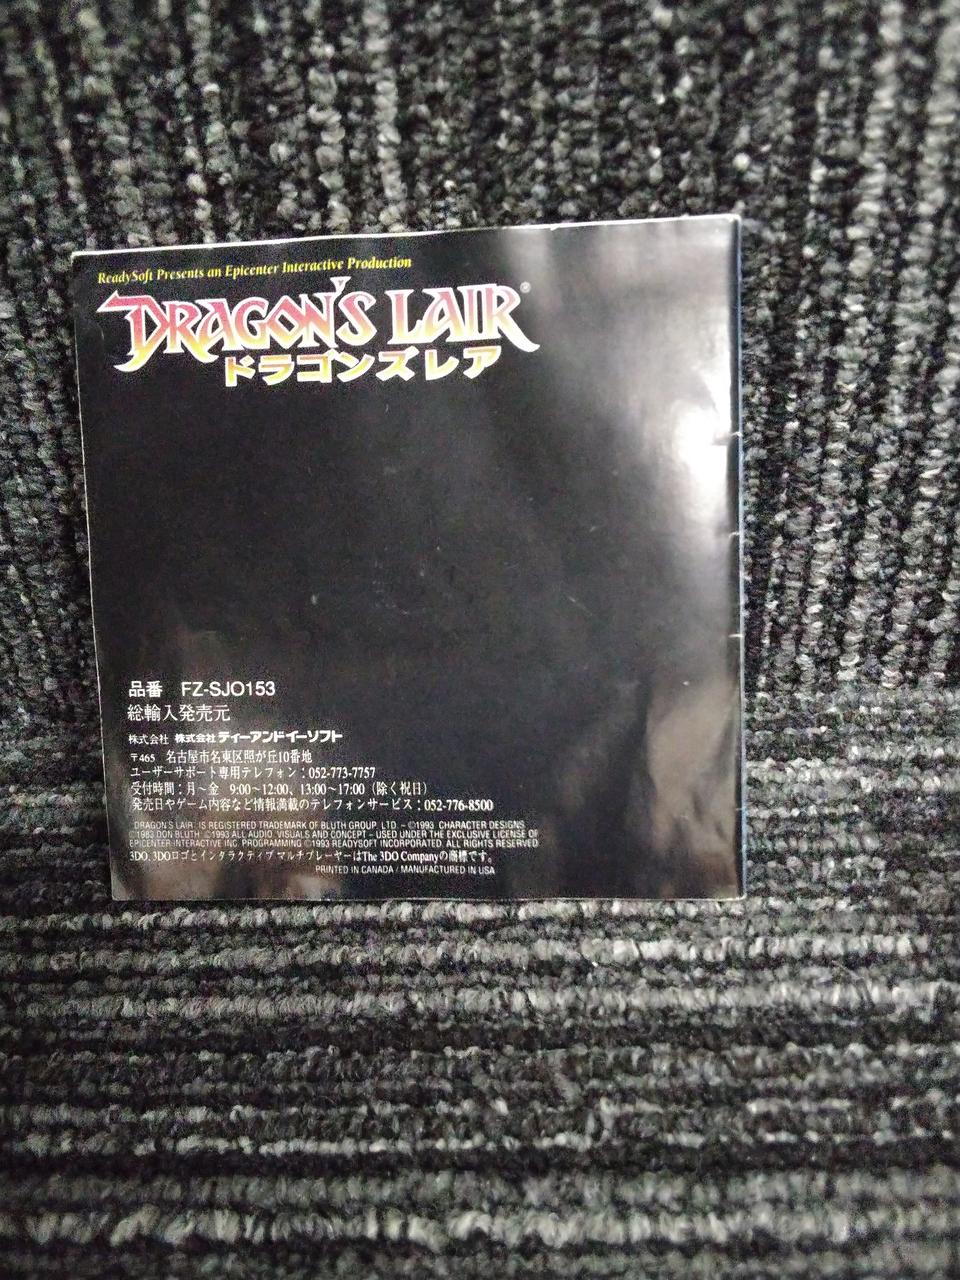 ReadySoft Presents an Epicenter Interactive Production
DRAGON'S LAIR®
ドラゴンズレア
品番 FZ-SJO153
総輸入発売元
株式会社 株式会社ティーアンドイーソフト
〒465 名古屋市名東区照が丘10番地
ユーザーサポート専用テレフォン：052-773-7757
受付時間：月～金 9:00～12:00、13:00～17:00（除く祝日）
発売日やゲーム内容など情報満載のテレフォンサービス：052-776-8500
DRAGON'S LAIR IS REGISTERED TRADEMARK OF BLUTH GROUP, LTD. - ©1993 CHARACTER DESIGNS
©1983 DON BLUTH ©1993 ALL AUDIO, VISUALS AND CONCEPT - USED UNDER THE EXCLUSIVE LICENSE OF
EPICENTER-INTERACTIVE INC. PROGRAMMING ©1993 READYSOFT INCORPORATED. ALL RIGHTS RESERVED.
3DO, 3DOロゴとインタラクティブ マルチプレーヤーはThe 3DO Companyの商標です。
PRINTED IN CANADA / MANUFACTURED IN USA